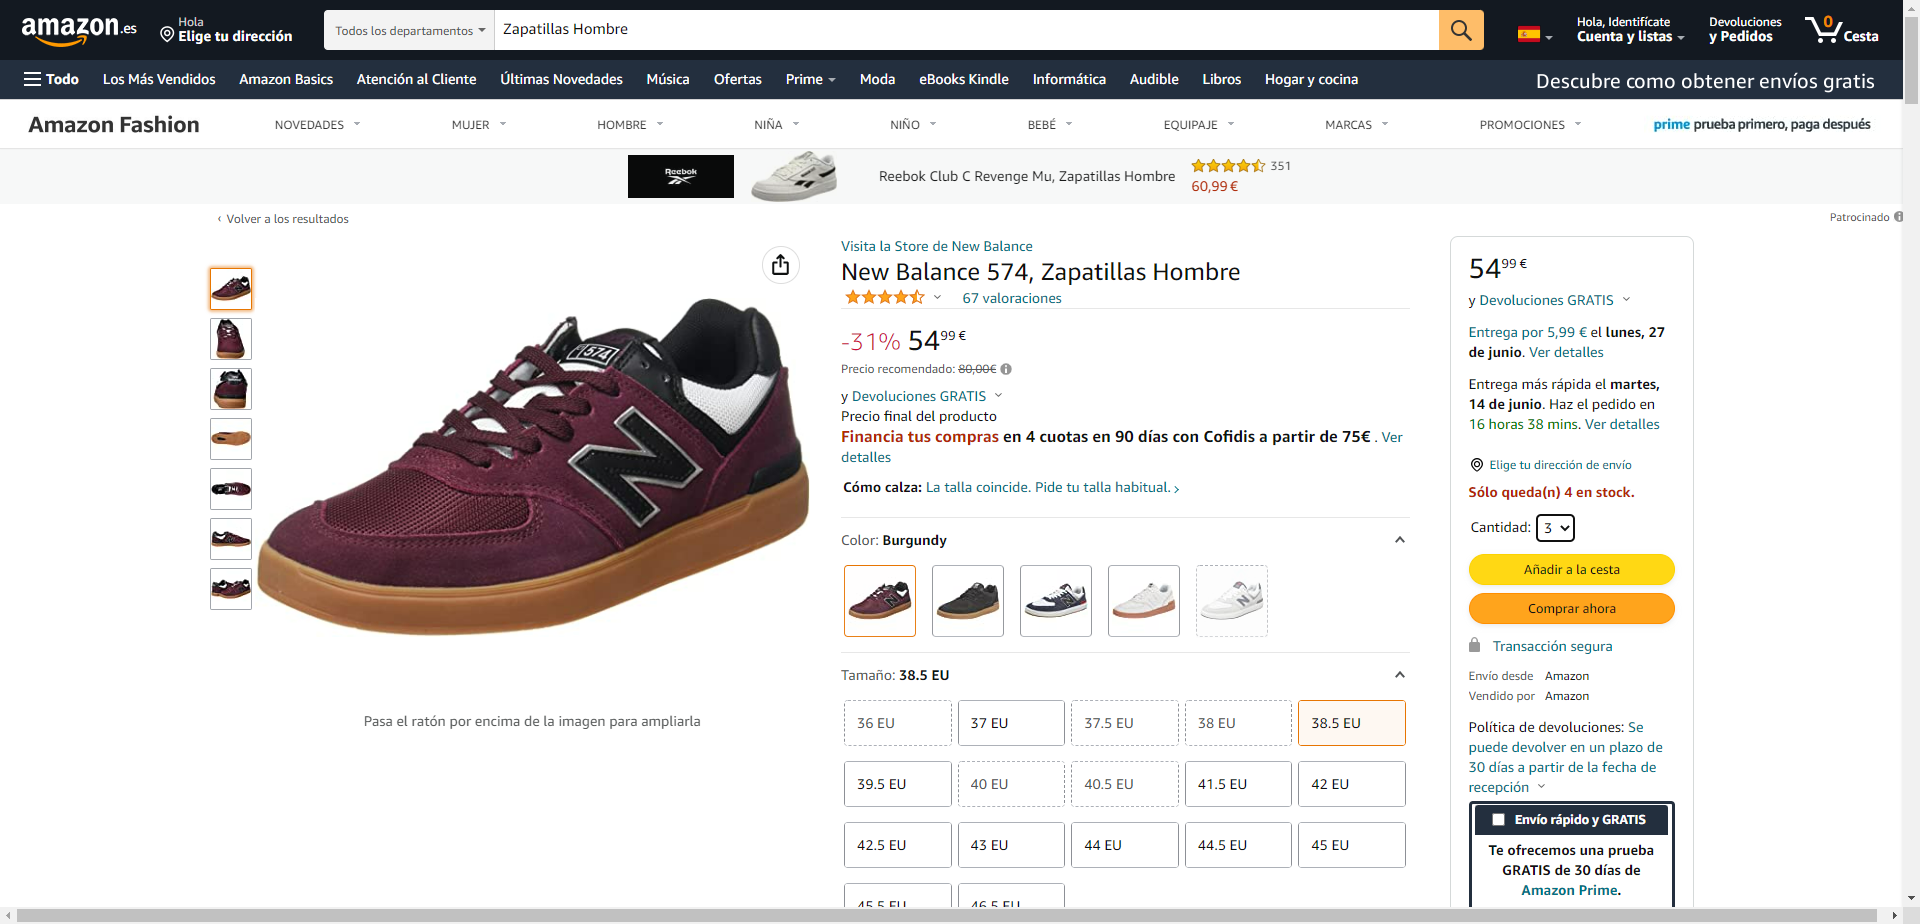 amazon.es
Hola
Elige tu dirección
Todos los departamentos
Zapatillas Hombre
Hola, Identifícate
Cuenta y listas
Devoluciones
y Pedidos
0
Cesta
Todo
Los Más Vendidos
Amazon Basics
Atención al Cliente
Últimas Novedades
Música
Ofertas
Prime
Moda
eBooks Kindle
Informática
Audible
Libros
Hogar y cocina
Descubre como obtener envíos gratis
Amazon Fashion
NOVEDADES
MUJER
HOMBRE
NIÑA
NIÑO
BEBÉ
EQUIPAJE
MARCAS
PROMOCIONES
prime prueba primero, paga después
Reebok
Reebok Club C Revenge Mu, Zapatillas Hombre
351
60,99 €
‹ Volver a los resultados
Patrocinado
574
N
Pasa el ratón por encima de la imagen para ampliarla
Visita la Store de New Balance
New Balance 574, Zapatillas Hombre
67 valoraciones
-31% 54,99 €
Precio recomendado: 80,00€
y Devoluciones GRATIS
Precio final del producto
Financia tus compras en 4 cuotas en 90 días con Cofidis a partir de 75€ . Ver
detalles
Cómo calza: La talla coincide. Pide tu talla habitual. ›
Color: Burgundy
Tamaño: 38.5 EU
36 EU
37 EU
37.5 EU
38 EU
38.5 EU
39.5 EU
40 EU
40.5 EU
41.5 EU
42 EU
42.5 EU
43 EU
44 EU
44.5 EU
45 EU
45.5 EU
46.5 EU
54,99 €
y Devoluciones GRATIS
Entrega por 5,99 € el lunes, 27
de junio. Ver detalles
Entrega más rápida el martes,
14 de junio. Haz el pedido en
16 horas 38 mins. Ver detalles
Elige tu dirección de envío
Sólo queda(n) 4 en stock.
Cantidad: 3
Añadir a la cesta
Comprar ahora
Transacción segura
Envío desde Amazon
Vendido por Amazon
Política de devoluciones: Se
puede devolver en un plazo de
30 días a partir de la fecha de
recepción
Envío rápido y GRATIS
Te ofrecemos una prueba
GRATIS de 30 días de
Amazon Prime.